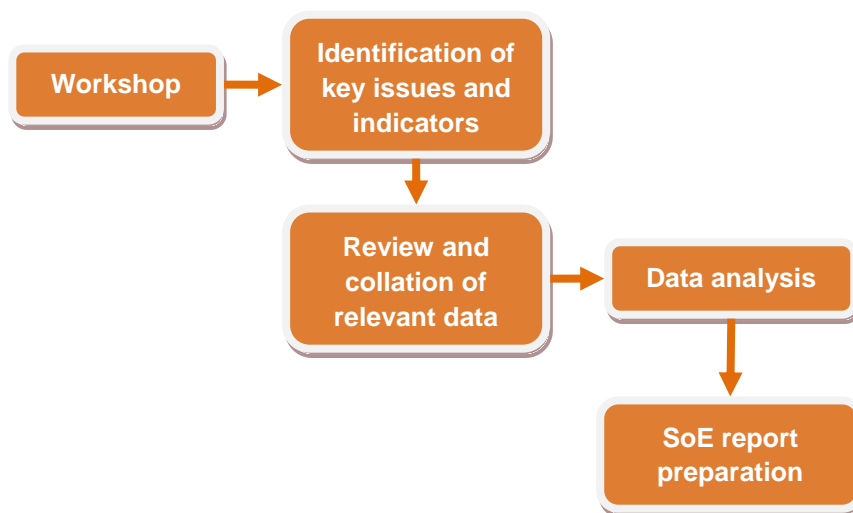 Workshop
Identification of
key issues and
indicators
Review and
collation of
relevant data
Data analysis
SoE report
preparation